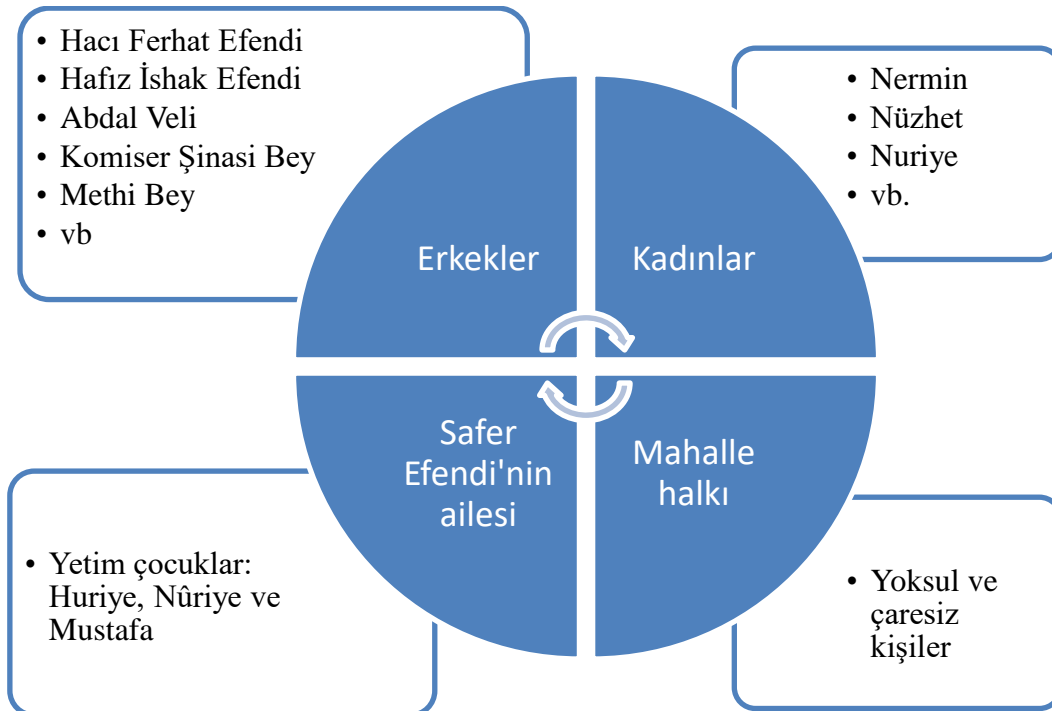 • Hacı Ferhat Efendi
• Hafız İshak Efendi
• Abdal Veli
• Komiser Şinasi Bey
• Methi Bey
• vb
• Nermin
• Nüzhet
• Nuriye
• vb.
Erkekler
Kadınlar
Safer
Efendi'nin
ailesi
Mahalle
halkı
• Yetim çocuklar:
Huriye, Nûriye ve
Mustafa
• Yoksul ve
çaresiz
kişiler